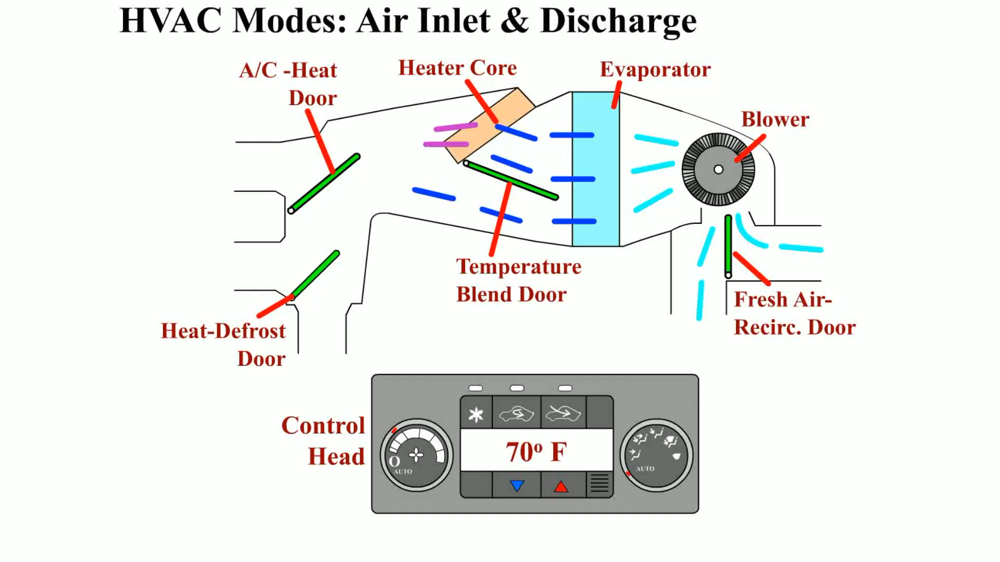 HVAC Modes: Air Inlet & Discharge
A/C -Heat
Door
Heater Core
Evaporator
Blower
Temperature
Blend Door
Fresh Air-
Recirc. Door
Heat-Defrost
Door
Control
Head
70º F
O
AUTO
AUTO